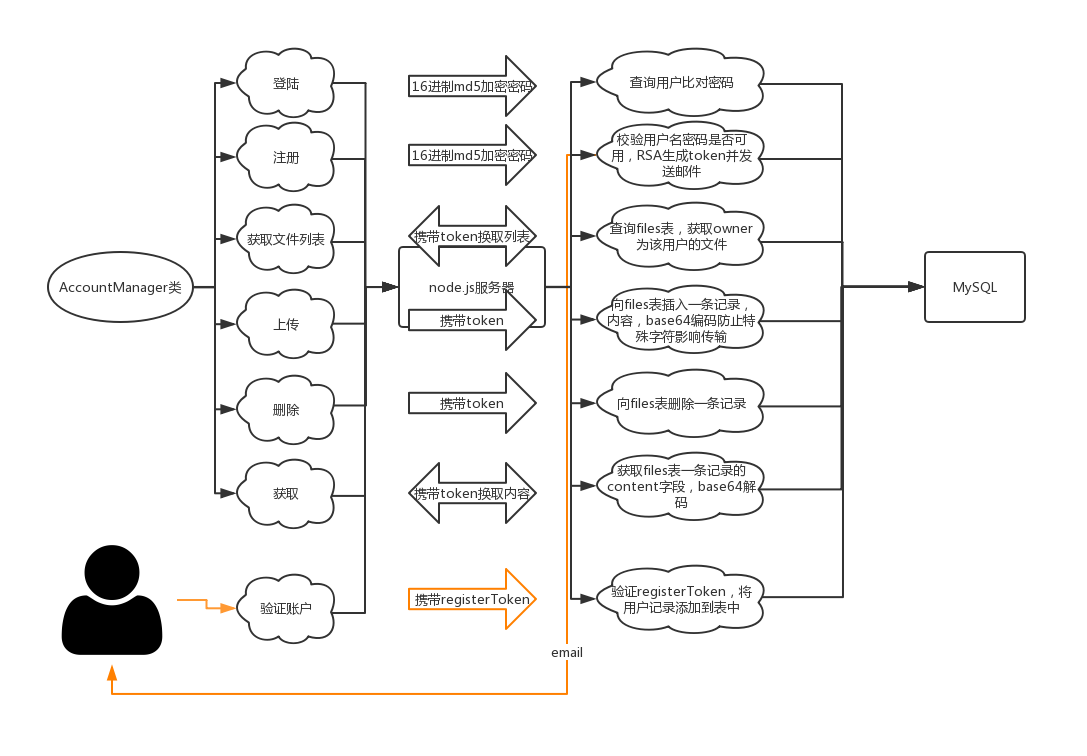 登陆
16进制md5加密密码
查询用户比对密码
注册
16进制md5加密密码
校验用户名密码是否可
用，RSA生成token并发
送邮件
获取文件列表
携带token换取列表
查询files表，获取owner
为该用户的文件
AccountManager类
node.js服务器
MySQL
上传
携带token
向files表插入一条记录，
内容，base64编码防止特
殊字符影响传输
删除
携带token
向files表删除一条记录
获取
携带token换取内容
获取files表一条记录的
content字段，base64解
码
验证账户
携带registerToken
验证registerToken，将
用户记录添加到表中
email